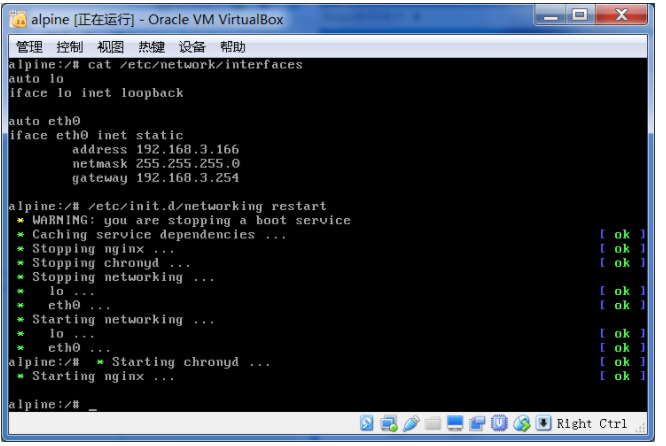 alpine [正在运行] - Oracle VM VirtualBox
管理 控制 视图 热键 设备 帮助
alpine:/# cat /etc/network/interfaces
auto lo
iface lo inet loopback
auto eth0
iface eth0 inet static
        address 192.168.3.166
        netmask 255.255.255.0
        gateway 192.168.3.254
alpine:/# /etc/init.d/networking restart
 * WARNING: you are stopping a boot service
 * Caching service dependencies ... [ ok ]
 * Stopping nginx ... [ ok ]
 * Stopping chronyd ... [ ok ]
 * Stopping networking ...
 *   lo ... [ ok ]
 *   eth0 ... [ ok ]
 * Starting networking ...
 *   lo ... [ ok ]
 *   eth0 ... [ ok ]
alpine:/#  * Starting chronyd ... [ ok ]
 * Starting nginx ... [ ok ]
alpine:/# _
Right Ctrl